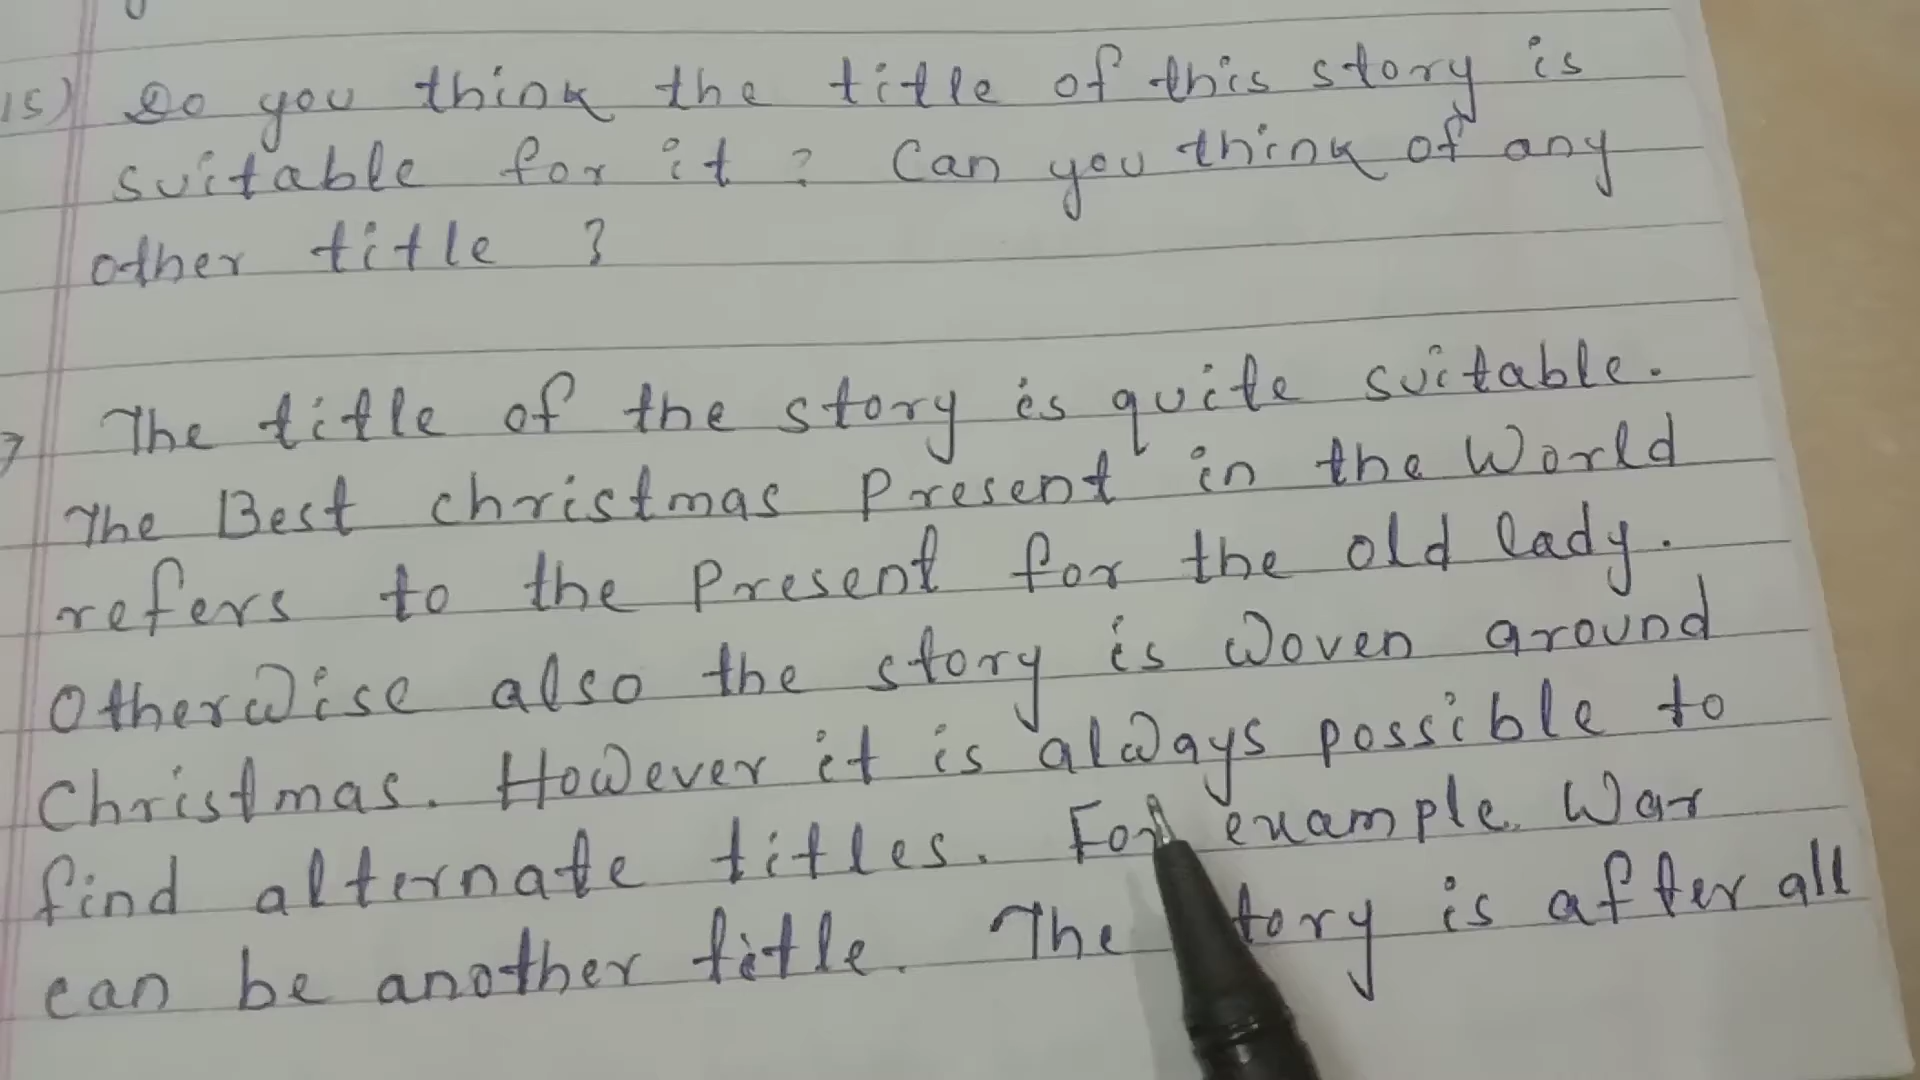 15) Do you think the title of this story is
suitable for it ? Can you think of any
other title ?
The title of the story is quite suitable.
The Best christmas Present in the World
refers to the Present for the old lady.
Otherwise also the story is woven around
Christmas. However it is always possible to
find alternate titles. For example. War
can be another title. The story is after all